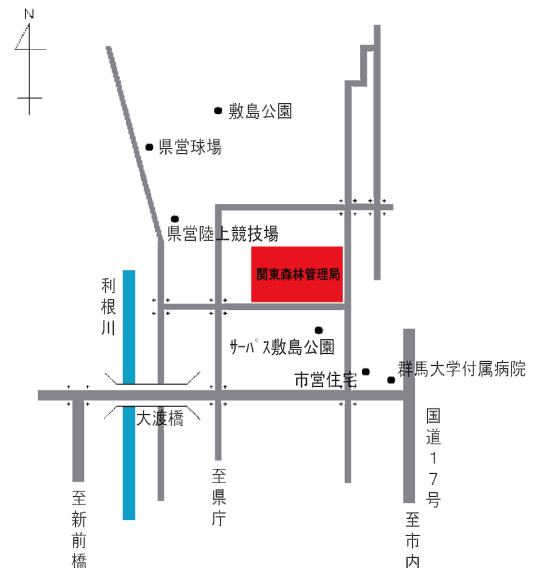 N
敷島公園
県営球場
県営陸上競技場
関東森林管理局
利根川
サーパス敷島公園
市営住宅
群馬大学付属病院
大渡橋
国道17号
至県庁
至新前橋
至市内